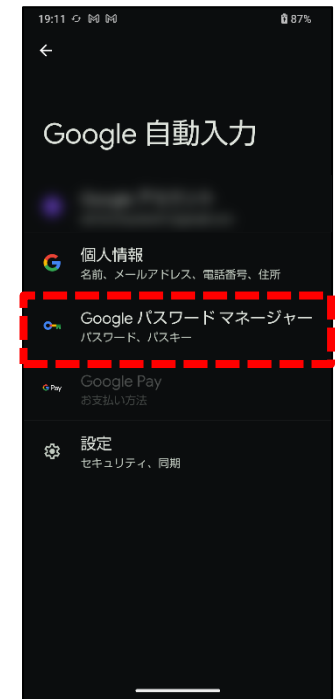 19:11
87%
Google 自動入力
個人情報
名前、メールアドレス、電話番号、住所
Google パスワード マネージャー
パスワード、パスキー
G Pay
Google Pay
お支払い方法
設定
セキュリティ、同期